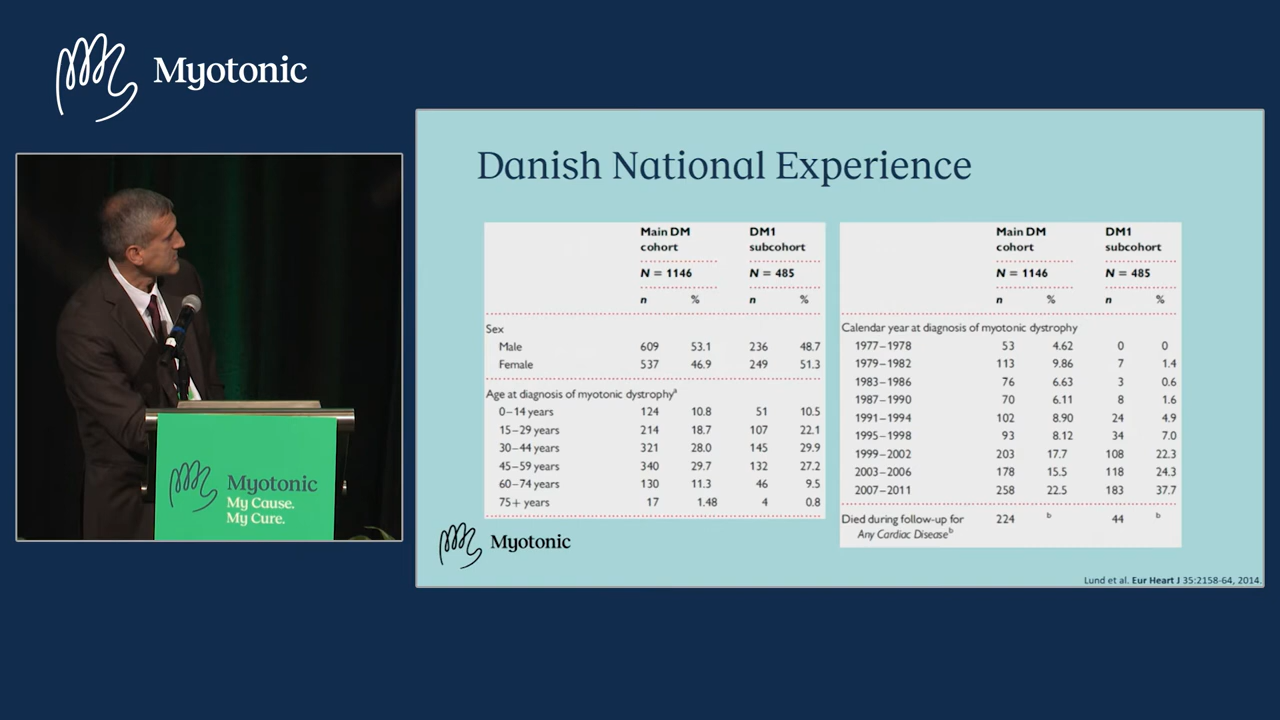 Myotonic
Danish National Experience
Main DM cohort DM1 subcohort
N = 1146 N = 485
n % n %
Sex
Male 609 53.1 236 48.7
Female 537 46.9 249 51.3
Age at diagnosis of myotonic dystrophyᵃ
0–14 years 124 10.8 51 10.5
15–29 years 214 18.7 107 22.1
30–44 years 321 28.0 145 29.9
45–59 years 340 29.7 132 27.2
60–74 years 130 11.3 46 9.5
75+ years 17 1.48 4 0.8
Main DM cohort DM1 subcohort
N = 1146 N = 485
n % n %
Calendar year at diagnosis of myotonic dystrophy
1977–1978 53 4.62 0 0
1979–1982 113 9.86 7 1.4
1983–1986 76 6.63 3 0.6
1987–1990 70 6.11 8 1.6
1991–1994 102 8.90 24 4.9
1995–1998 93 8.12 34 7.0
1999–2002 203 17.7 108 22.3
2003–2006 178 15.5 118 24.3
2007–2011 258 22.5 183 37.7
Died during follow-up for 224 ᵇ 44 ᵇ
Any Cardiac Diseaseᵇ
Myotonic
Lund et al. Eur Heart J 35:2158-64, 2014.
Myotonic
My Cause.
My Cure.